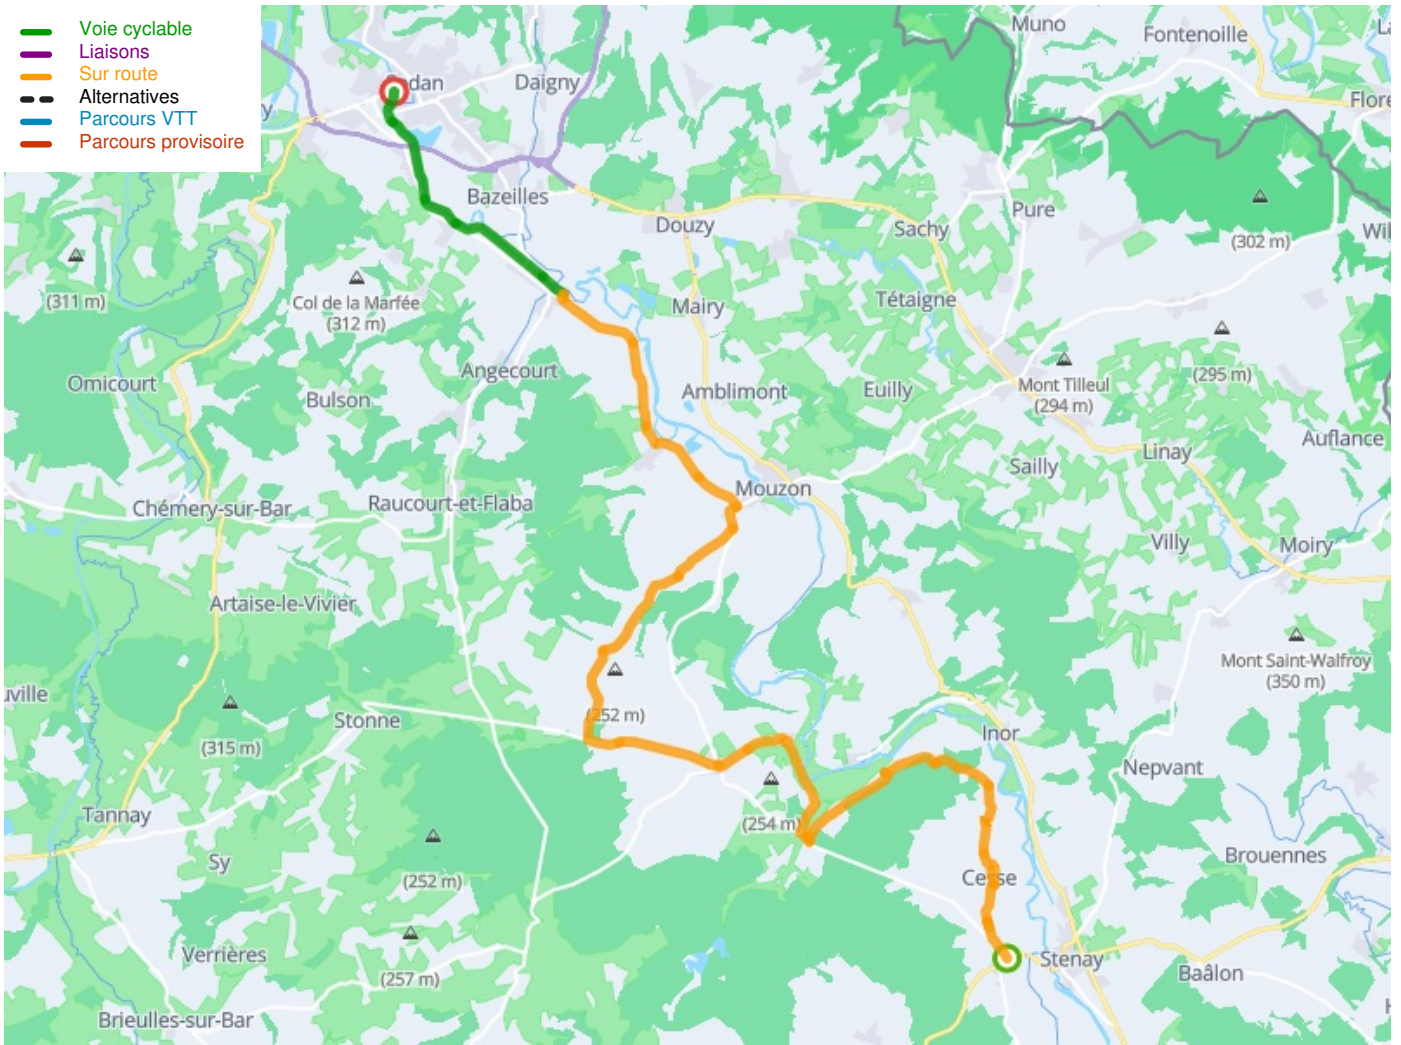 Voie cyclable
Liaisons
Sur route
Alternatives
Parcours VTT
Parcours provisoire
Muno
Fontenoille
Daigny
Bazeilles
Douzy
Sachy
Pure
(302 m)
(311 m)
Col de la Marfée
(312 m)
Mairy
Tétaigne
(295 m)
Omicourt
Bulson
Angecourt
Amblimont
Euilly
Mont Tilleul
(294 m)
Auflance
Linay
Sailly
Mouzon
Chémery-sur-Bar
Raucourt-et-Flaba
Villy
Moiry
Artaise-le-Vivier
Mont Saint-Walfroy
(350 m)
uville
Stonne
(252 m)
(315 m)
Inor
Nepvant
Tannay
(254 m)
Sy
(252 m)
Cesse
Brouennes
Verrières
(257 m)
Stenay
Baâlon
Brieulles-sur-Bar